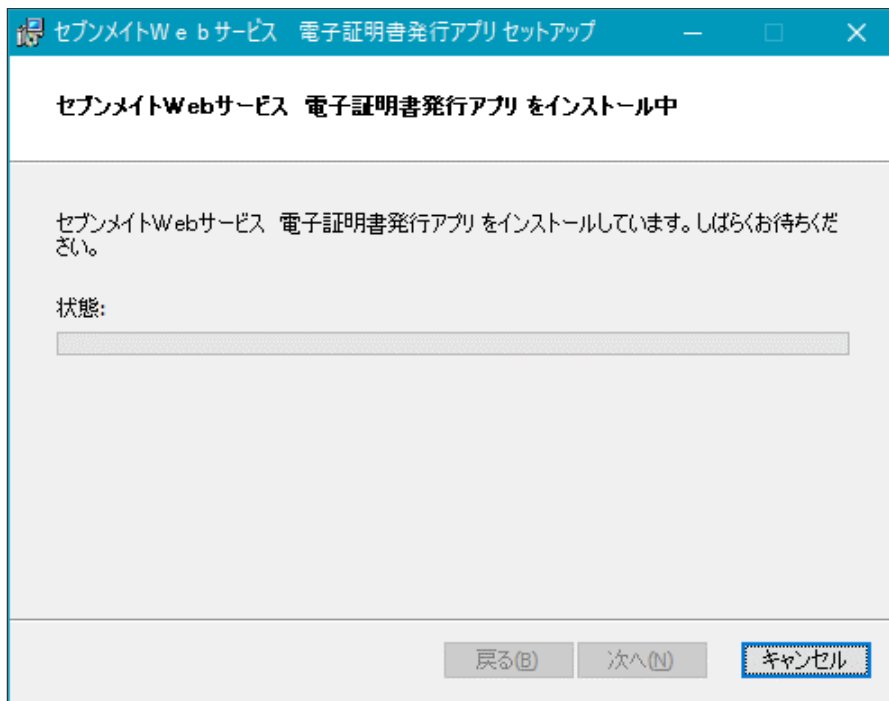 セブンメイトＷｅｂサービス　電子証明書発行アプリ セットアップ
セブンメイトＷebサービス　電子証明書発行アプリ をインストール中
セブンメイトWebサービス　電子証明書発行アプリ をインストールしています。しばらくお待ちくだ
さい。
状態:
戻る(B) 次へ(N) キャンセル